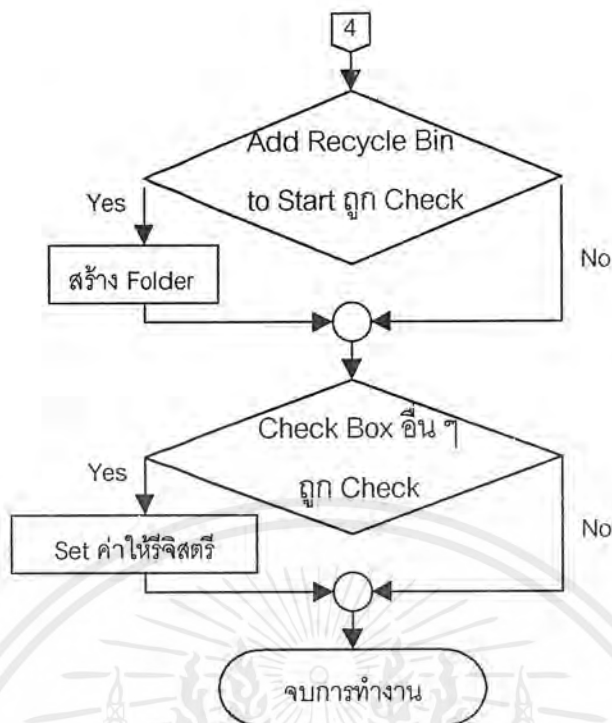 4
Add Recycle Bin
to Start ถูก Check
Yes
No
สร้าง Folder
Check Box อื่น ๆ
ถูก Check
Yes
No
Set ค่าให้รีจิสตรี
จบการทำงาน